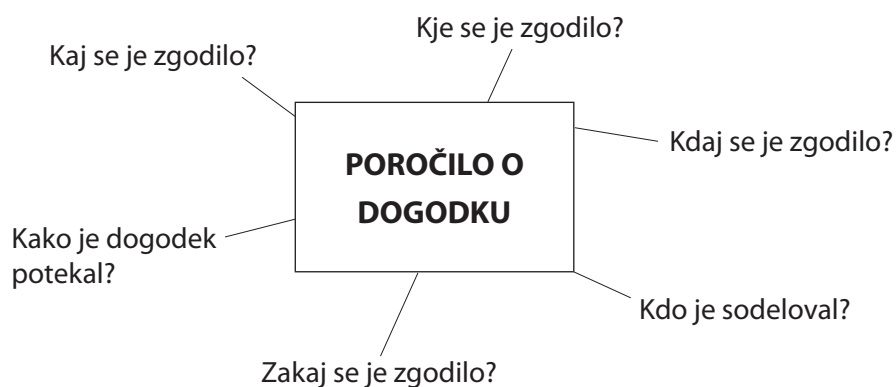 Kje se je zgodilo?
Kaj se je zgodilo?
Kdaj se je zgodilo?
POROČILO O
DOGODKU
Kako je dogodek
potekal?
Kdo je sodeloval?
Zakaj se je zgodilo?